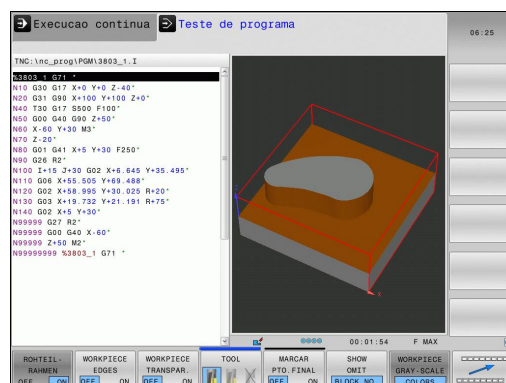 Execucao continua
Teste de programa
06:25
TNC:\nc_prog\PGM\3803_1.I
%3803_1 G71 *
N10 G30 G17 X+0 Y+0 Z-40*
N20 G31 G90 X+100 Y+100 Z+0*
N40 T30 G17 S500 F100*
N50 G00 G40 G90 Z+50*
N60 X-60 Y+30 M3*
N70 Z-20*
N80 G01 G41 X+5 Y+30 F250*
N90 G26 R2*
N100 I+15 J+30 G02 X+6.645 Y+35.495*
N110 G06 X+55.505 Y+69.488*
N120 G02 X+58.995 Y+30.025 R+20*
N130 G03 X+19.732 Y+21.191 R+75*
N140 G02 X+5 Y+30*
N99999 G27 R2*
N99999 G00 G40 X-60*
N99999 Z+50 M2*
N99999999 %3803_1 G71 *
00:01:54 F MAX
ROHTEIL-
RAHMEN
OFF ON
WORKPIECE
EDGES
OFF ON
WORKPIECE
TRANSPAR.
OFF ON
TOOL
MARCAR
PTO.FINAL
OFF ON
SHOW
OMIT
BLOCK NO.
WORKPIECE
GRAY-SCALE
COLORS